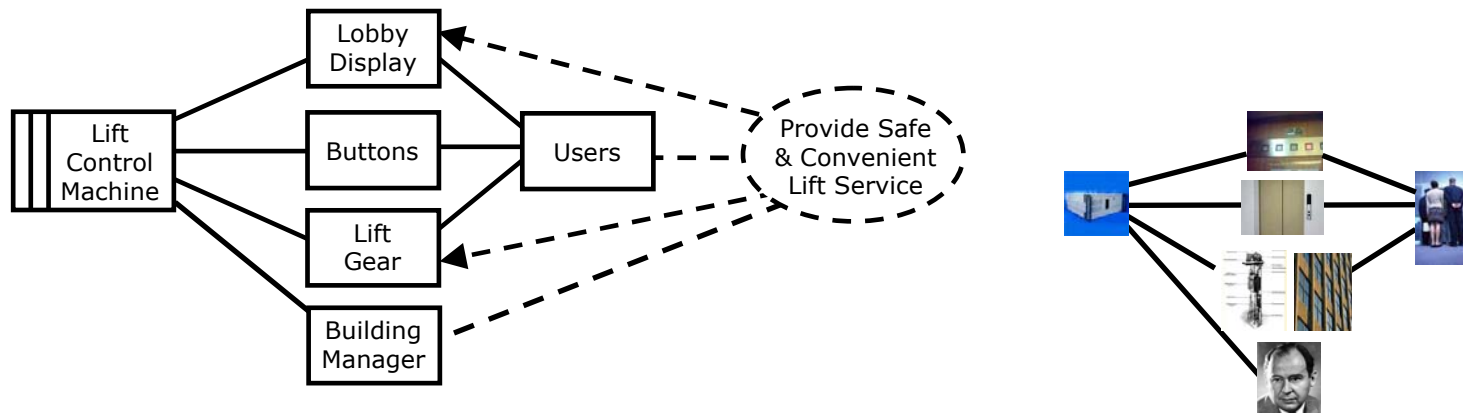 Lobby
Display
Lift
Control
Machine
Buttons
Users
Provide Safe
& Convenient
Lift Service
Lift
Gear
Building
Manager